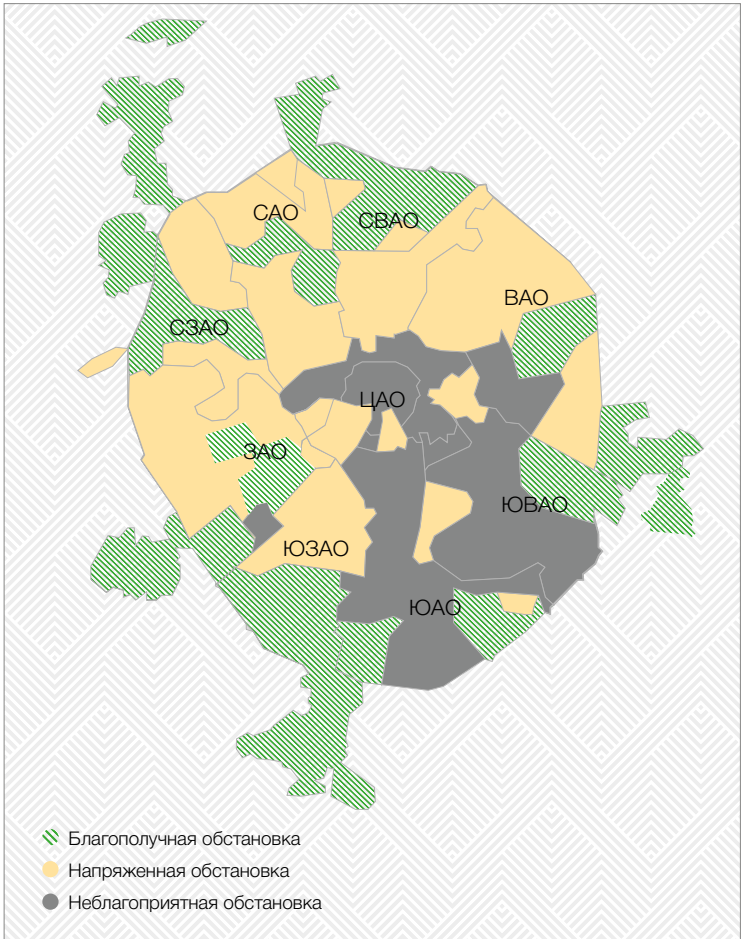 САО
СВАО
ВАО
СЗАО
ЦАО
ЗАО
ЮВАО
ЮЗАО
ЮАО
Благополучная обстановка
Напряженная обстановка
Неблагоприятная обстановка